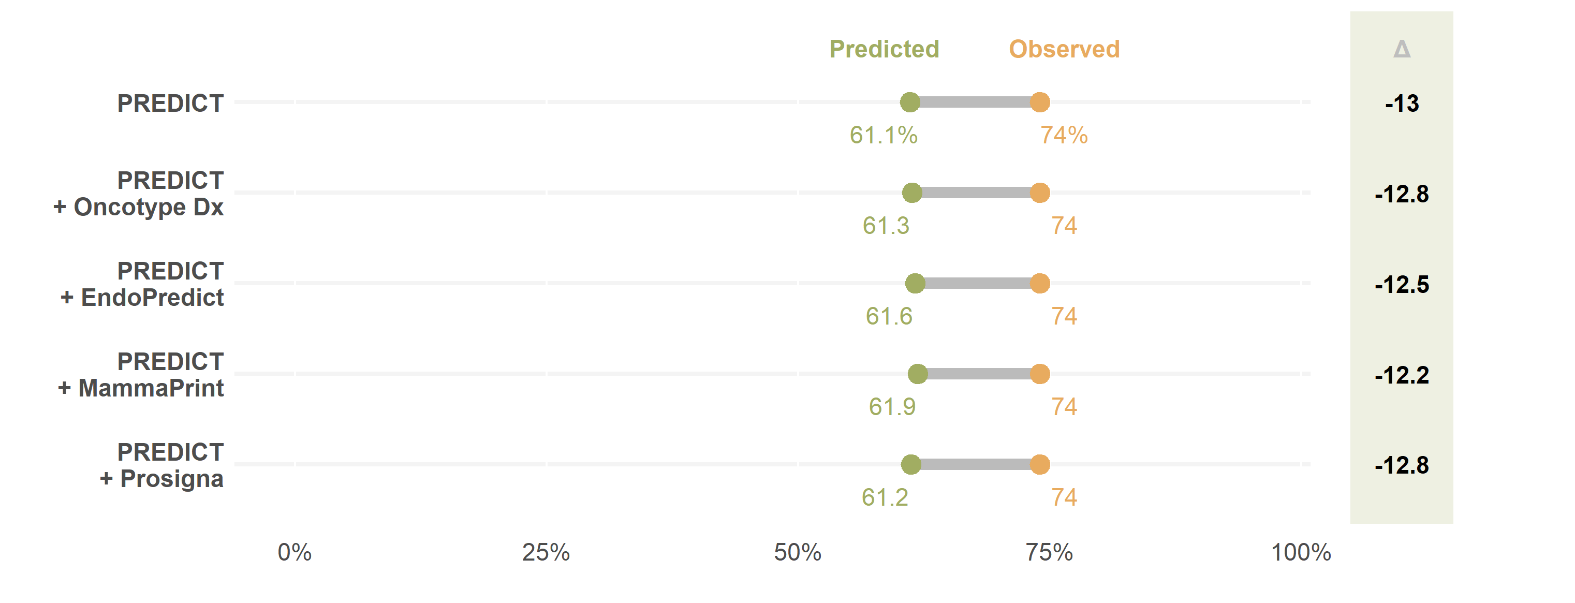 Predicted Observed Δ
PREDICT -13
61.1% 74%
PREDICT
+ Oncotype Dx -12.8
61.3 74
PREDICT
+ EndoPredict -12.5
61.6 74
PREDICT
+ MammaPrint -12.2
61.9 74
PREDICT
+ Prosigna -12.8
61.2 74
0% 25% 50% 75% 100%